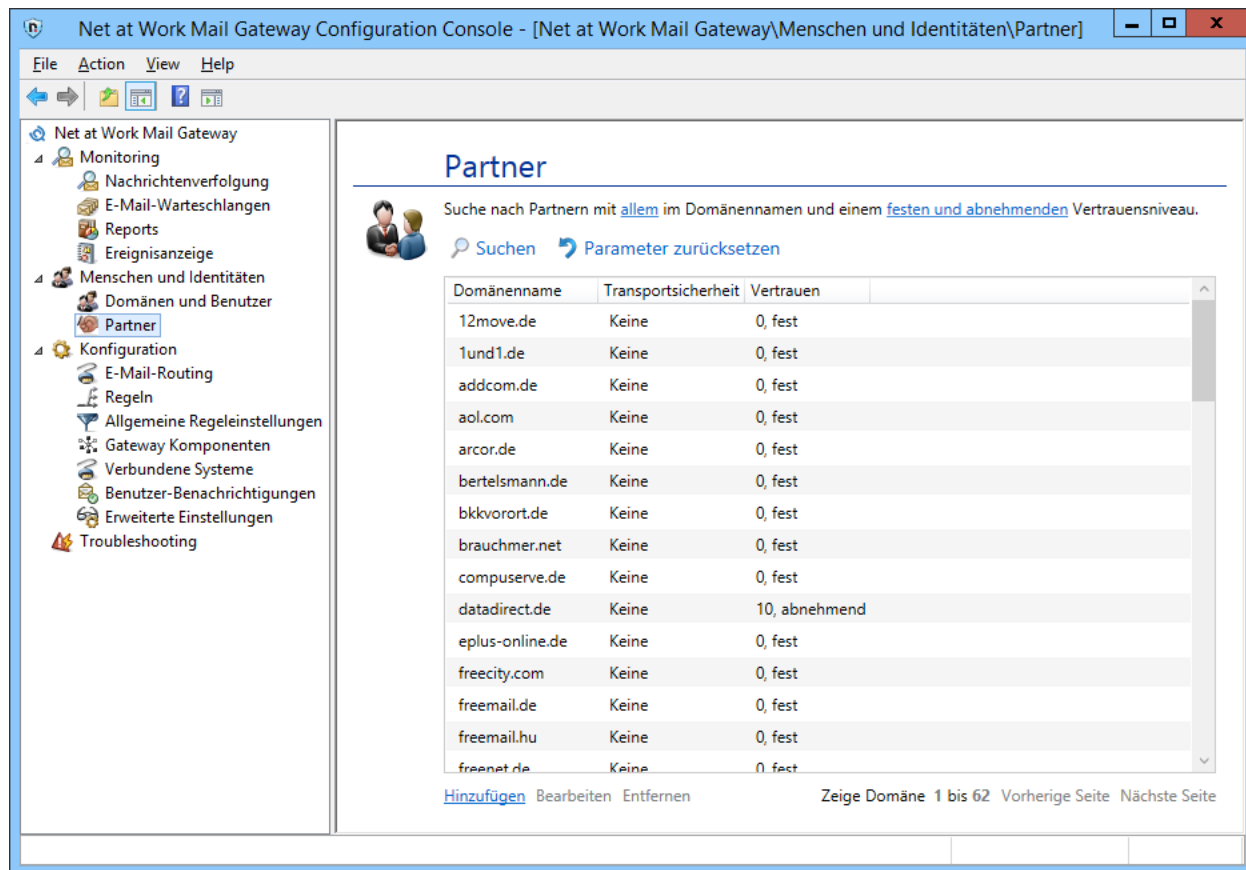 Net at Work Mail Gateway Configuration Console - [Net at Work Mail Gateway\Menschen und Identitäten\Partner]
File Action View Help
Net at Work Mail Gateway
Monitoring
Nachrichtenverfolgung
E-Mail-Warteschlangen
Reports
Ereignisanzeige
Menschen und Identitäten
Domänen und Benutzer
Partner
Konfiguration
E-Mail-Routing
Regeln
Allgemeine Regeleinstellungen
Gateway Komponenten
Verbundene Systeme
Benutzer-Benachrichtigungen
Erweiterte Einstellungen
Troubleshooting
Partner
Suche nach Partnern mit allem im Domänennamen und einem festen und abnehmenden Vertrauensniveau.
Suchen Parameter zurücksetzen
Domänenname Transportsicherheit Vertrauen
12move.de Keine 0, fest
1und1.de Keine 0, fest
addcom.de Keine 0, fest
aol.com Keine 0, fest
arcor.de Keine 0, fest
bertelsmann.de Keine 0, fest
bkkvorort.de Keine 0, fest
brauchmer.net Keine 0, fest
compuserve.de Keine 0, fest
datadirect.de Keine 10, abnehmend
eplus-online.de Keine 0, fest
freecity.com Keine 0, fest
freemail.de Keine 0, fest
freemail.hu Keine 0, fest
freenet.de Keine 0, fest
Hinzufügen Bearbeiten Entfernen Zeige Domäne 1 bis 62 Vorherige Seite Nächste Seite